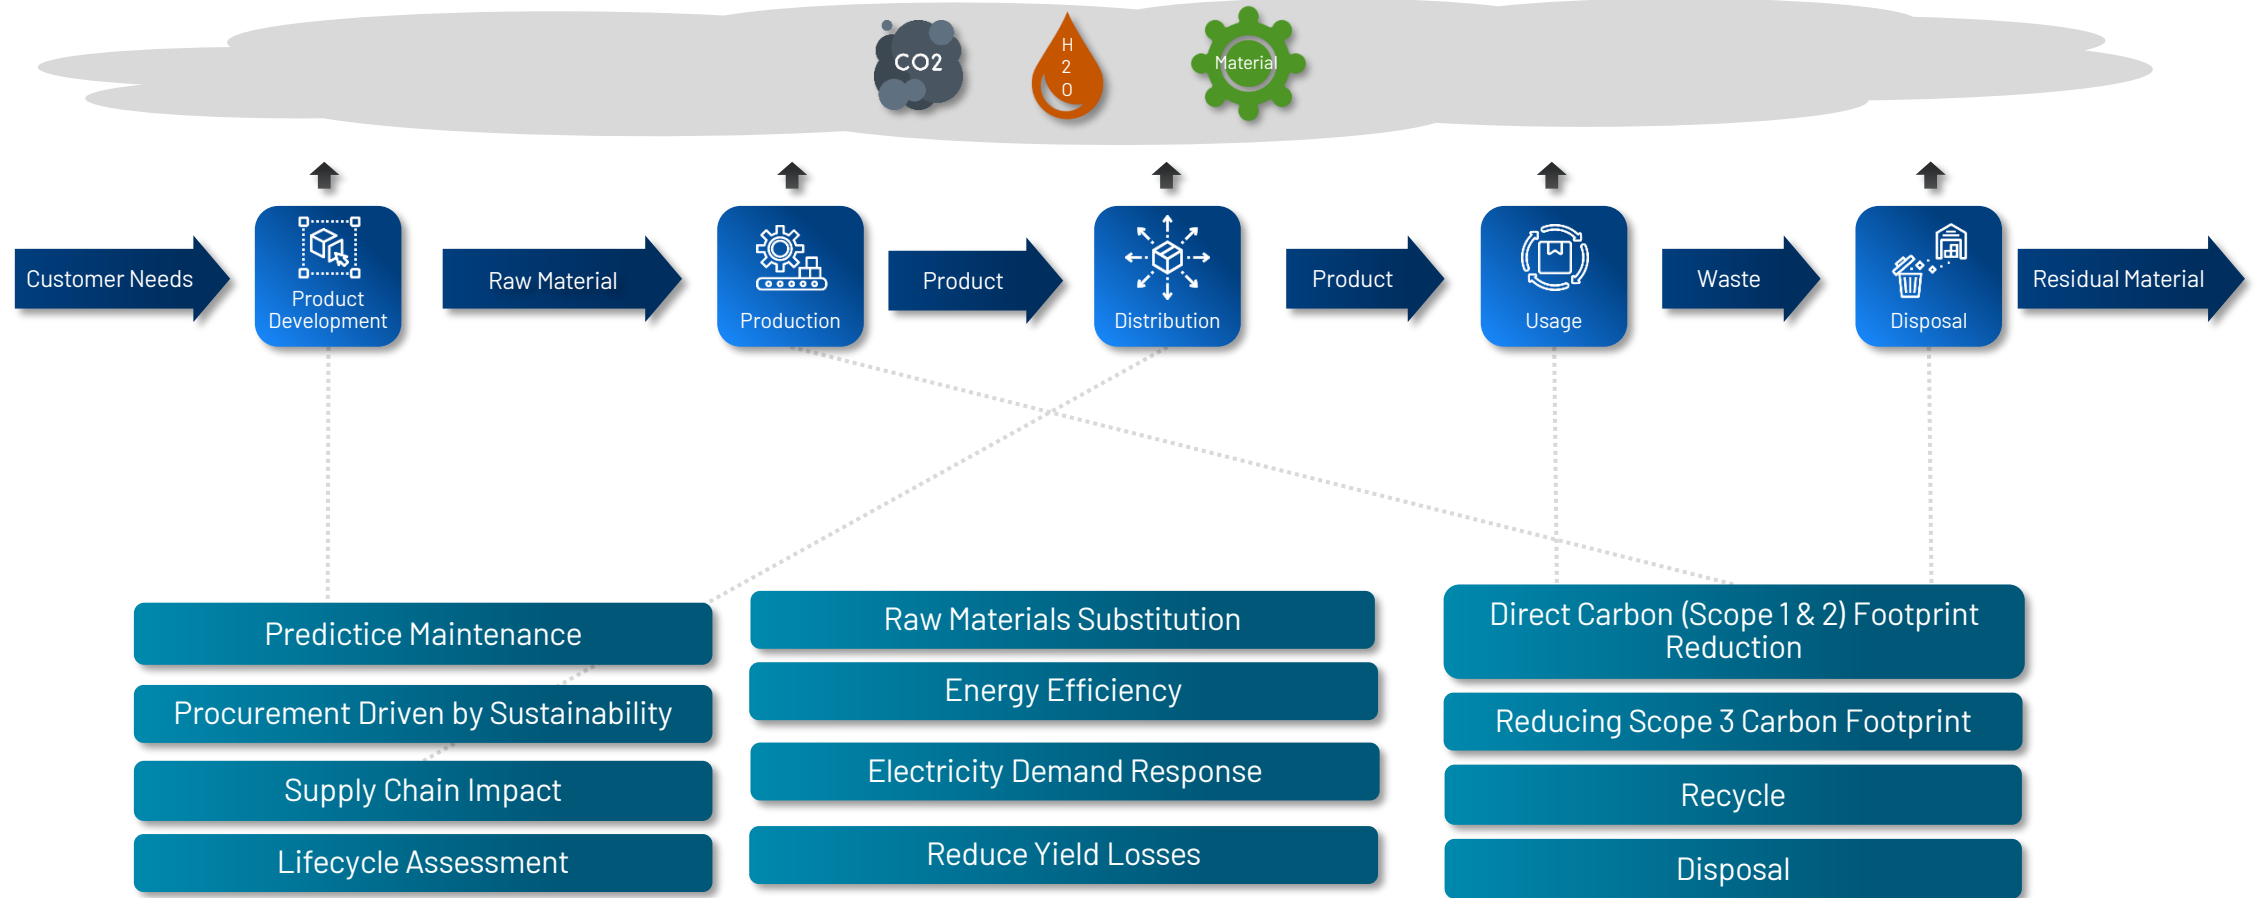 CO2
H
2
O
Material
Customer Needs
Product
Development
Raw Material
Production
Product
Distribution
Product
Usage
Waste
Disposal
Residual Material
Predictice Maintenance
Procurement Driven by Sustainability
Supply Chain Impact
Lifecycle Assessment
Raw Materials Substitution
Energy Efficiency
Electricity Demand Response
Reduce Yield Losses
Direct Carbon (Scope 1 & 2) Footprint
Reduction
Reducing Scope 3 Carbon Footprint
Recycle
Disposal